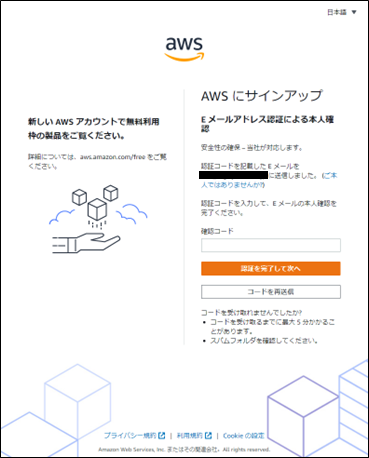 日本語 ▼
aws
新しい AWS アカウントで無料利用
枠の製品をご覧ください。
詳細については、aws.amazon.com/free をご覧
ください。
AWS にサインアップ
E メールアドレス認証による本人確
認
安全性の確保 – 当社が対応します。
認証コードを記載した E メールを
に送信しました。 (ご本
人ではありませんか?)
認証コードを入力して、E メールの本人確認を
完了してください。
確認コード
認証を完了して次へ
コードを再送信
コードを受け取れませんでしたか?
• コードを受け取るまでに最大 5 分かかるこ
とがあります。
• スパムフォルダを確認してください。
プライバシー規約 | 利用規約 | Cookie の設定
Amazon Web Services, Inc. またはその関連会社。All rights reserved.